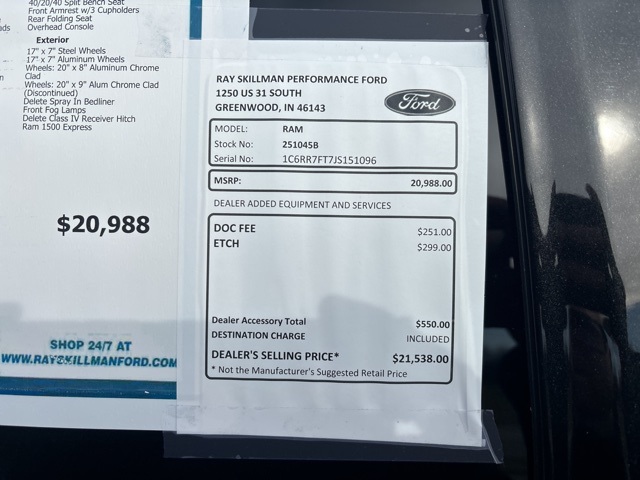 40/20/40 Split Bench Seat
Front Armrest w/3 Cupholders
Rear Folding Seat
Overhead Console
Exterior
17" x 7" Steel Wheels
17" x 7" Aluminum Wheels
Wheels: 20" x 8" Aluminum Chrome
Clad
Wheels: 20" x 9" Alum Chrome Clad
(Discontinued)
Delete Spray In Bedliner
Front Fog Lamps
Delete Class IV Receiver Hitch
Ram 1500 Express
$20,988
SHOP 24/7 AT
WWW.RAYSKILLMANFORD.COM
RAY SKILLMAN PERFORMANCE FORD
1250 US 31 SOUTH
GREENWOOD, IN 46143
Ford
MODEL: RAM
Stock No: 251045B
Serial No: 1C6RR7FT7JS151096
MSRP: 20,988.00
DEALER ADDED EQUIPMENT AND SERVICES
DOC FEE $251.00
ETCH $299.00
Dealer Accessory Total $550.00
DESTINATION CHARGE INCLUDED
DEALER'S SELLING PRICE* $21,538.00
* Not the Manufacturer's Suggested Retail Price